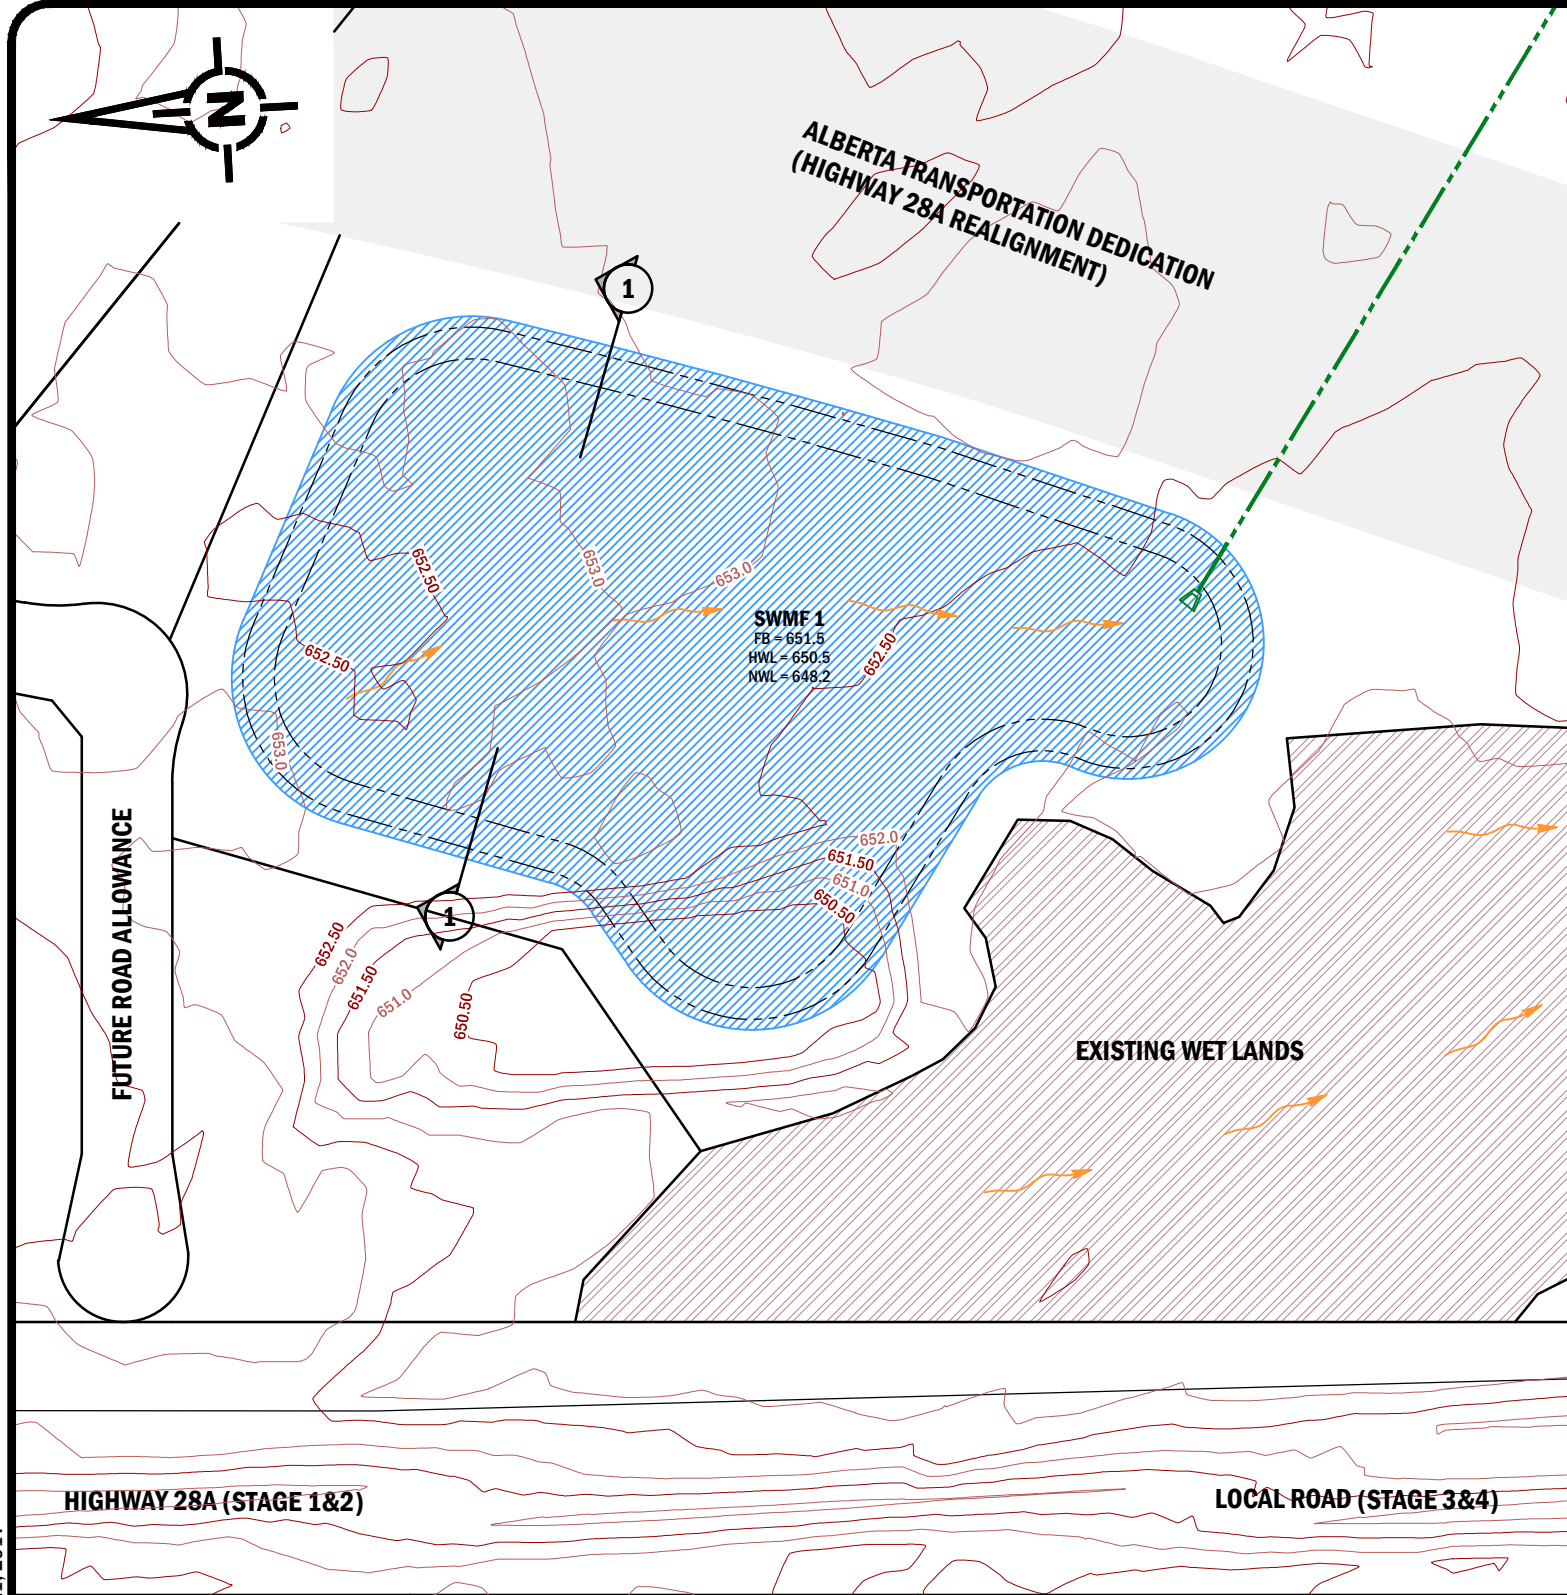 N
ALBERTA TRANSPORTATION DEDICATION
(HIGHWAY 28A REALIGNMENT)
1
652.50
653.0
653.0
SWMF 1
FB = 651.5
HWL = 650.5
NWL = 648.2
652.50
652.50
653.0
652.0
651.50
651.0
650.50
1
652.50
652.0
651.50
651.0
650.50
FUTURE ROAD ALLOWANCE
EXISTING WET LANDS
HIGHWAY 28A (STAGE 1&2)
LOCAL ROAD (STAGE 3&4)